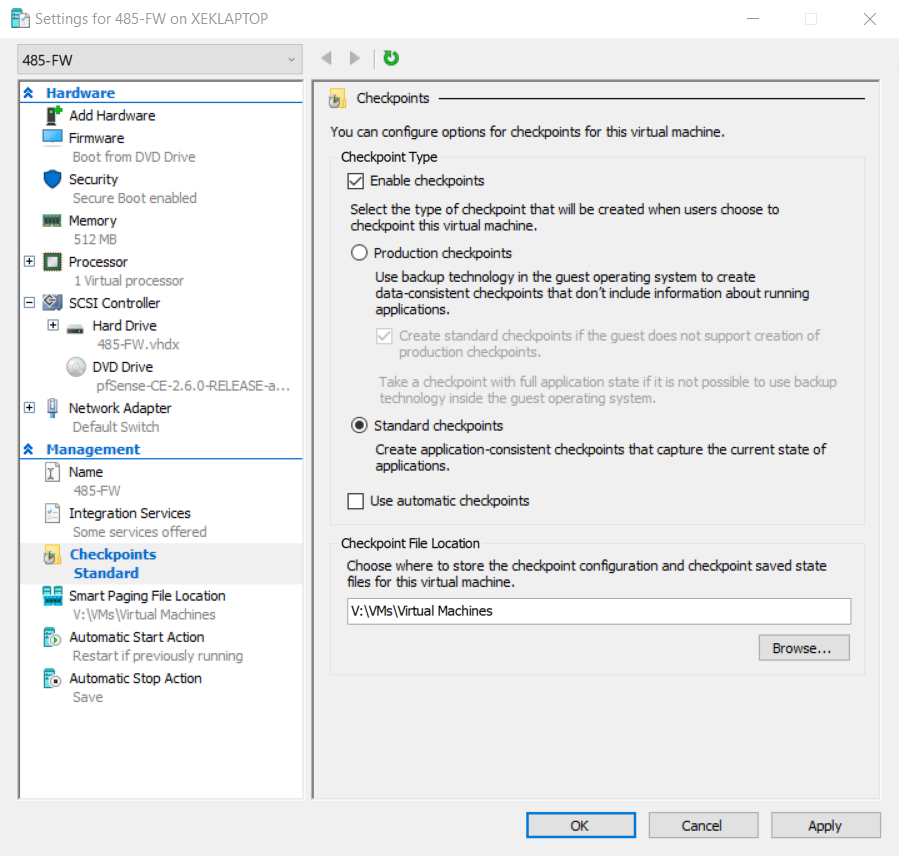 Settings for 485-FW on XEKLAPTOP
485-FW
Hardware
Add Hardware
Firmware
Boot from DVD Drive
Security
Secure Boot enabled
Memory
512 MB
Processor
1 Virtual processor
SCSI Controller
Hard Drive
485-FW.vhdx
DVD Drive
pfSense-CE-2.6.0-RELEASE-a...
Network Adapter
Default Switch
Management
Name
485-FW
Integration Services
Some services offered
Checkpoints
Standard
Smart Paging File Location
V:\VMs\Virtual Machines
Automatic Start Action
Restart if previously running
Automatic Stop Action
Save
Checkpoints
You can configure options for checkpoints for this virtual machine.
Checkpoint Type
Enable checkpoints
Select the type of checkpoint that will be created when users choose to
checkpoint this virtual machine.
Production checkpoints
Use backup technology in the guest operating system to create
data-consistent checkpoints that don't include information about running
applications.
Create standard checkpoints if the guest does not support creation of
production checkpoints.
Take a checkpoint with full application state if it is not possible to use backup
technology inside the guest operating system.
Standard checkpoints
Create application-consistent checkpoints that capture the current state of
applications.
Use automatic checkpoints
Checkpoint File Location
Choose where to store the checkpoint configuration and checkpoint saved state
files for this virtual machine.
V:\VMs\Virtual Machines
Browse...
OK
Cancel
Apply